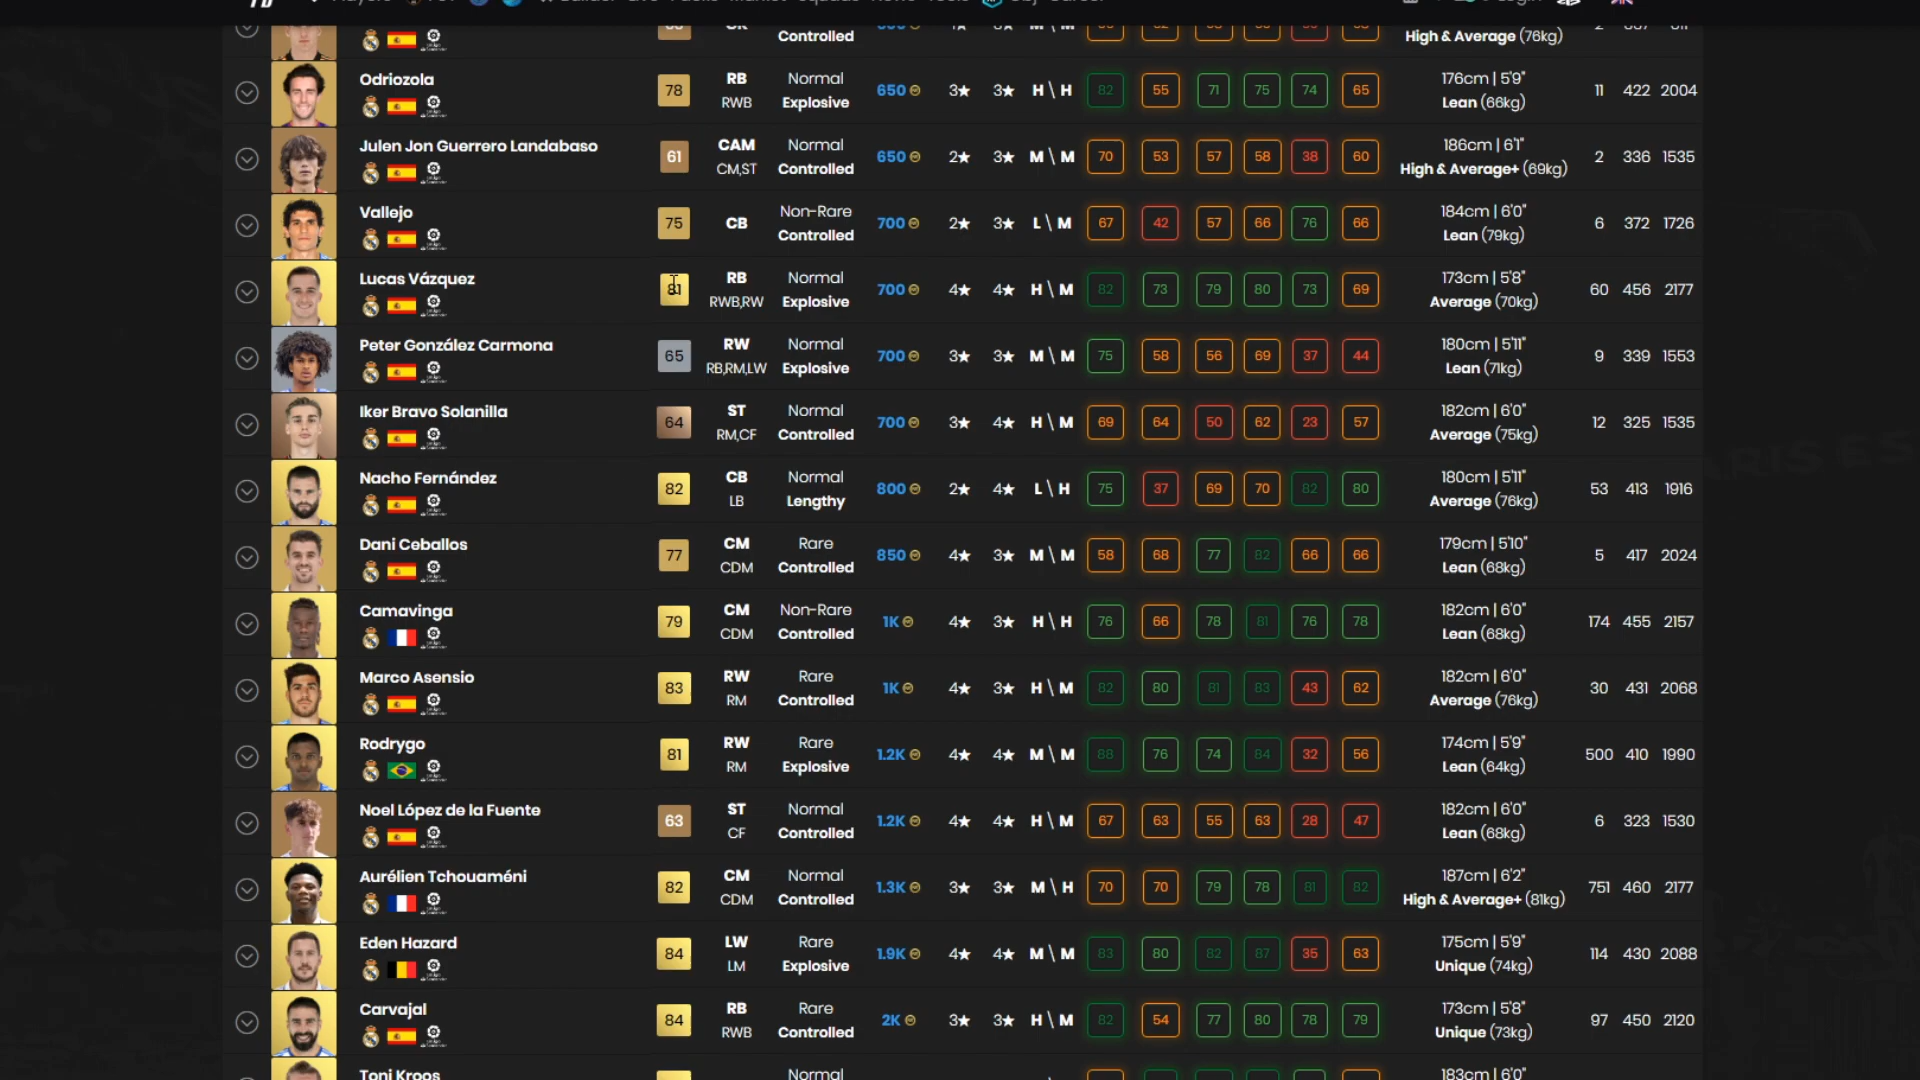 Controlled
High & Average (76kg)
Odriozola 78 RB Normal 650 3★ 3★ H \ H 82 55 71 75 74 65 176cm | 5'9" 11 422 2004
RWB Explosive Lean (66kg)
Julen Jon Guerrero Landabaso 61 CAM Normal 650 2★ 3★ M \ M 70 53 57 58 38 60 186cm | 6'1" 2 336 1535
CM,ST Controlled High & Average+ (69kg)
Vallejo 75 CB Non-Rare 700 2★ 3★ L \ M 67 42 57 66 76 66 184cm | 6'0" 6 372 1726
Controlled Lean (79kg)
Lucas Vázquez 81 RB Normal 700 4★ 4★ H \ M 82 73 79 80 73 69 173cm | 5'8" 60 456 2177
RWB,RW Explosive Average (70kg)
Peter González Carmona 65 RW Normal 700 3★ 3★ M \ M 75 58 56 69 37 44 180cm | 5'11" 9 339 1553
RB,RM,LW Explosive Lean (71kg)
Iker Bravo Solanilla 64 ST Normal 700 3★ 4★ H \ M 69 64 50 62 23 57 182cm | 6'0" 12 325 1535
RM,CF Controlled Average (75kg)
Nacho Fernández 82 CB Normal 800 2★ 4★ L \ H 75 37 69 70 82 80 180cm | 5'11" 53 413 1916
LB Lengthy Average (76kg)
Dani Ceballos 77 CM Rare 850 4★ 3★ M \ M 58 68 77 82 66 66 179cm | 5'10" 5 417 2024
CDM Controlled Lean (68kg)
Camavinga 79 CM Non-Rare 1K 4★ 3★ H \ H 76 66 78 81 76 78 182cm | 6'0" 174 455 2157
CDM Controlled Lean (68kg)
Marco Asensio 83 RW Rare 1K 4★ 3★ H \ M 82 80 81 83 43 62 182cm | 6'0" 30 431 2068
RM Controlled Average (76kg)
Rodrygo 81 RW Rare 1.2K 4★ 4★ M \ M 88 76 74 84 32 56 174cm | 5'9" 500 410 1990
RM Explosive Lean (64kg)
Noel López de la Fuente 63 ST Normal 1.2K 4★ 4★ H \ M 67 63 55 63 28 47 182cm | 6'0" 6 323 1530
CF Controlled Lean (68kg)
Aurélien Tchouaméni 82 CM Normal 1.3K 3★ 3★ M \ H 70 70 79 78 81 82 187cm | 6'2" 751 460 2177
CDM Controlled High & Average+ (81kg)
Eden Hazard 84 LW Rare 1.9K 4★ 4★ M \ M 83 80 82 87 35 63 175cm | 5'9" 114 430 2088
LM Explosive Unique (74kg)
Carvajal 84 RB Rare 2K 3★ 3★ H \ M 82 54 77 80 78 79 173cm | 5'8" 97 450 2120
RWB Controlled Unique (73kg)
Toni Kroos Normal 183cm | 6'0"